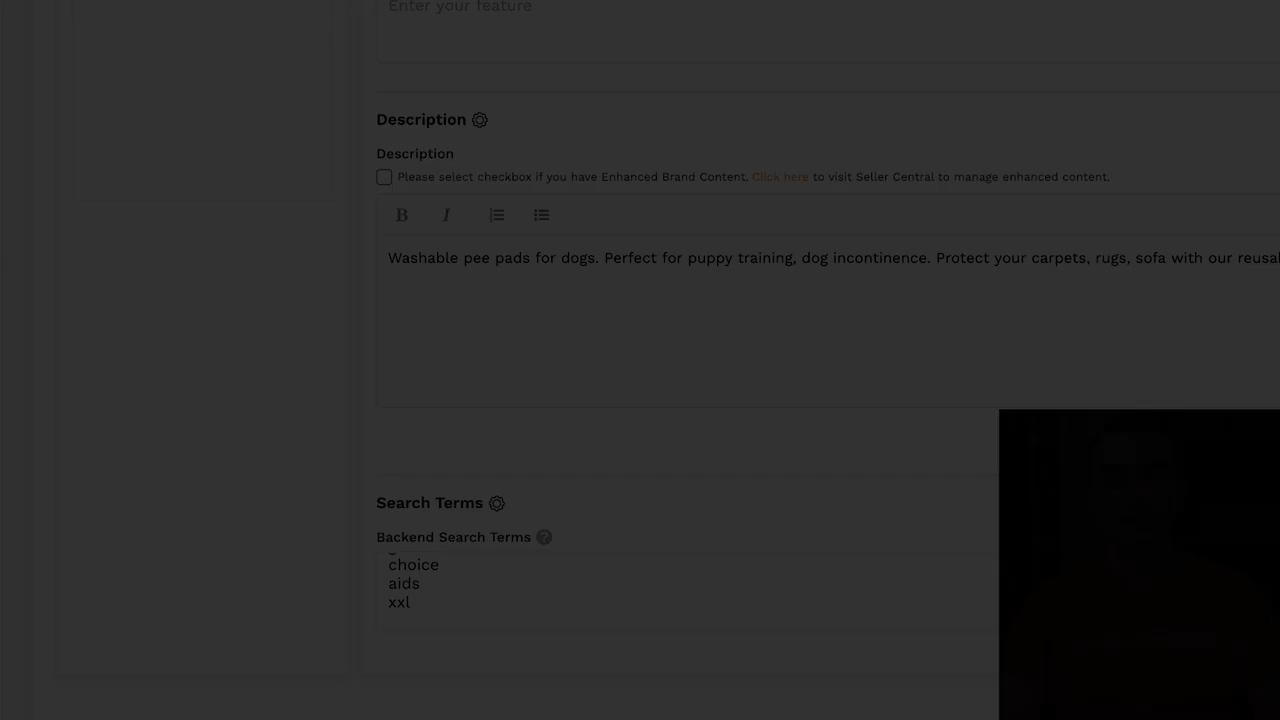 Enter your feature
Description
Description
Please select checkbox if you have Enhanced Brand Content. Click here to visit Seller Central to manage enhanced content.
B I
Washable pee pads for dogs. Perfect for puppy training, dog incontinence. Protect your carpets, rugs, sofa with our
Search Terms
Backend Search Terms ?
choice
aids
xxl